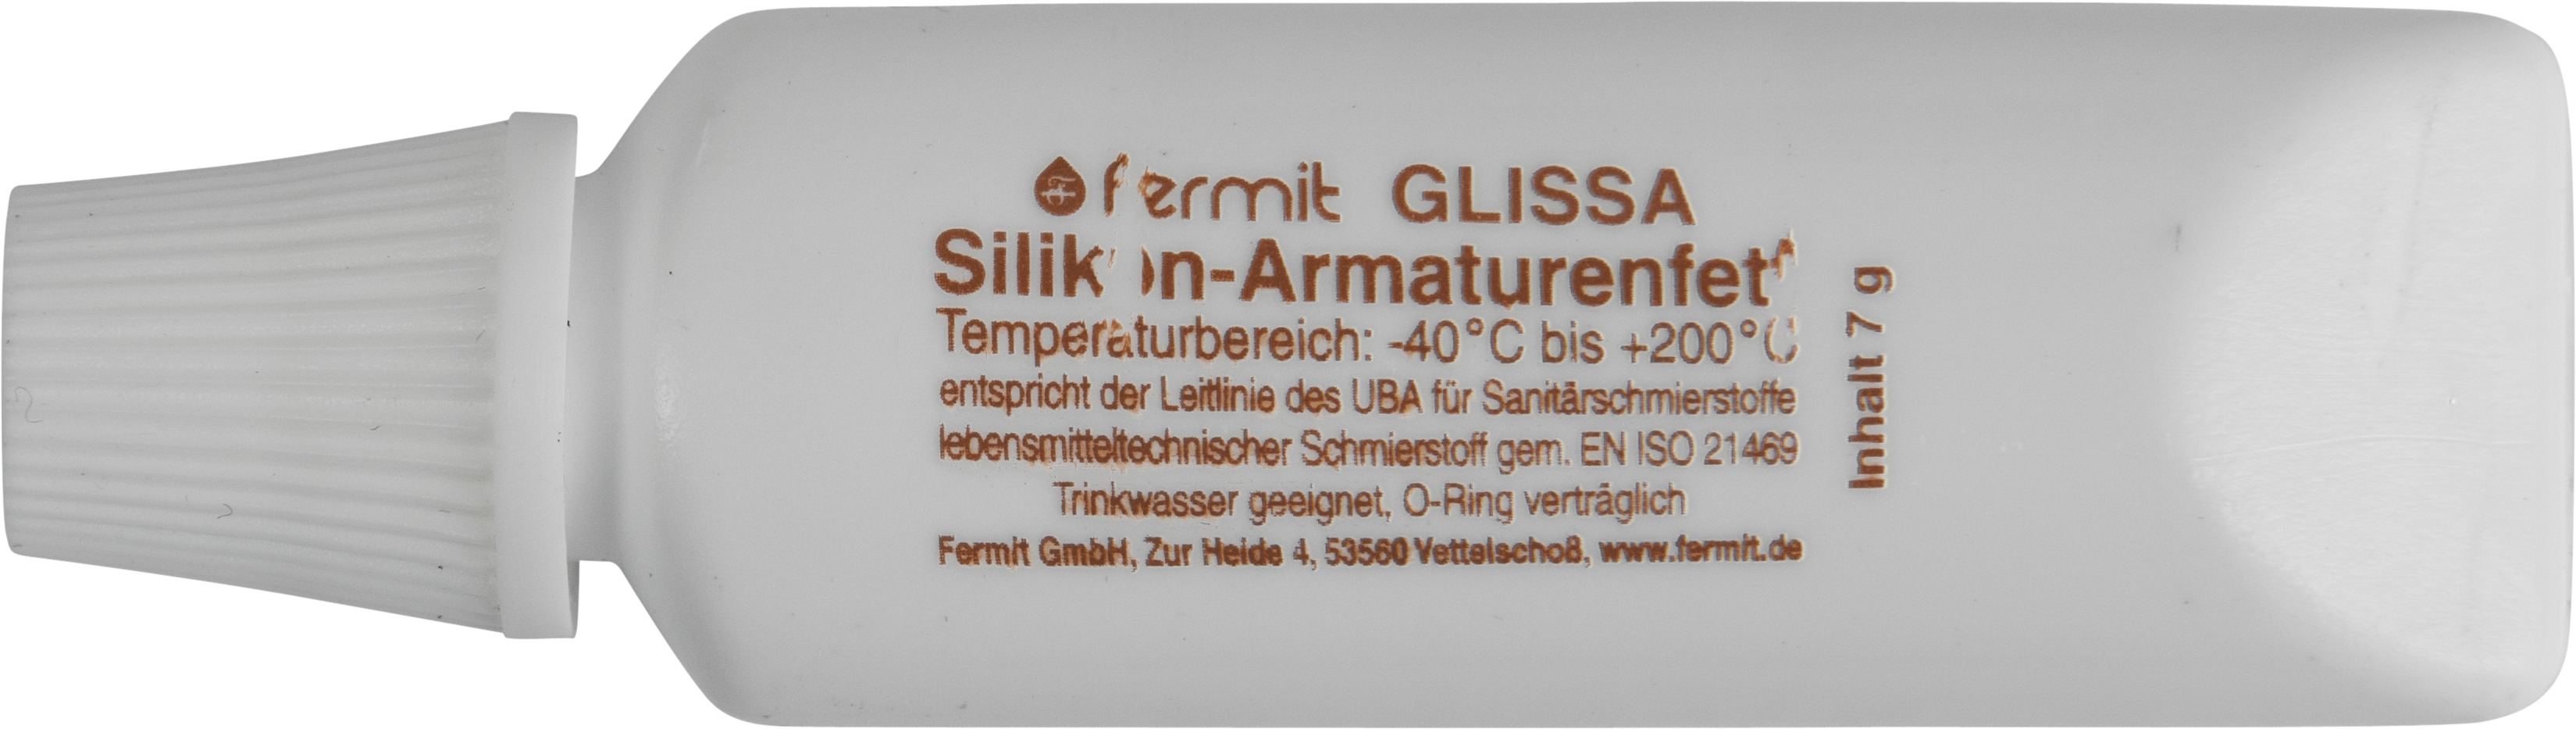 fermit GLISSA
Silikon-Armaturenfett
Temperaturbereich: -40°C bis +200°C
entspricht der Leitlinie des UBA für Sanitärschmierstoffe
lebensmitteltechnischer Schmierstoff gem. EN ISO 21469
Trinkwasser geeignet, O-Ring verträglich
Fermit GmbH, Zur Heide 4, 53560 Vettelschoß, www.fermit.de
Inhalt 7 g